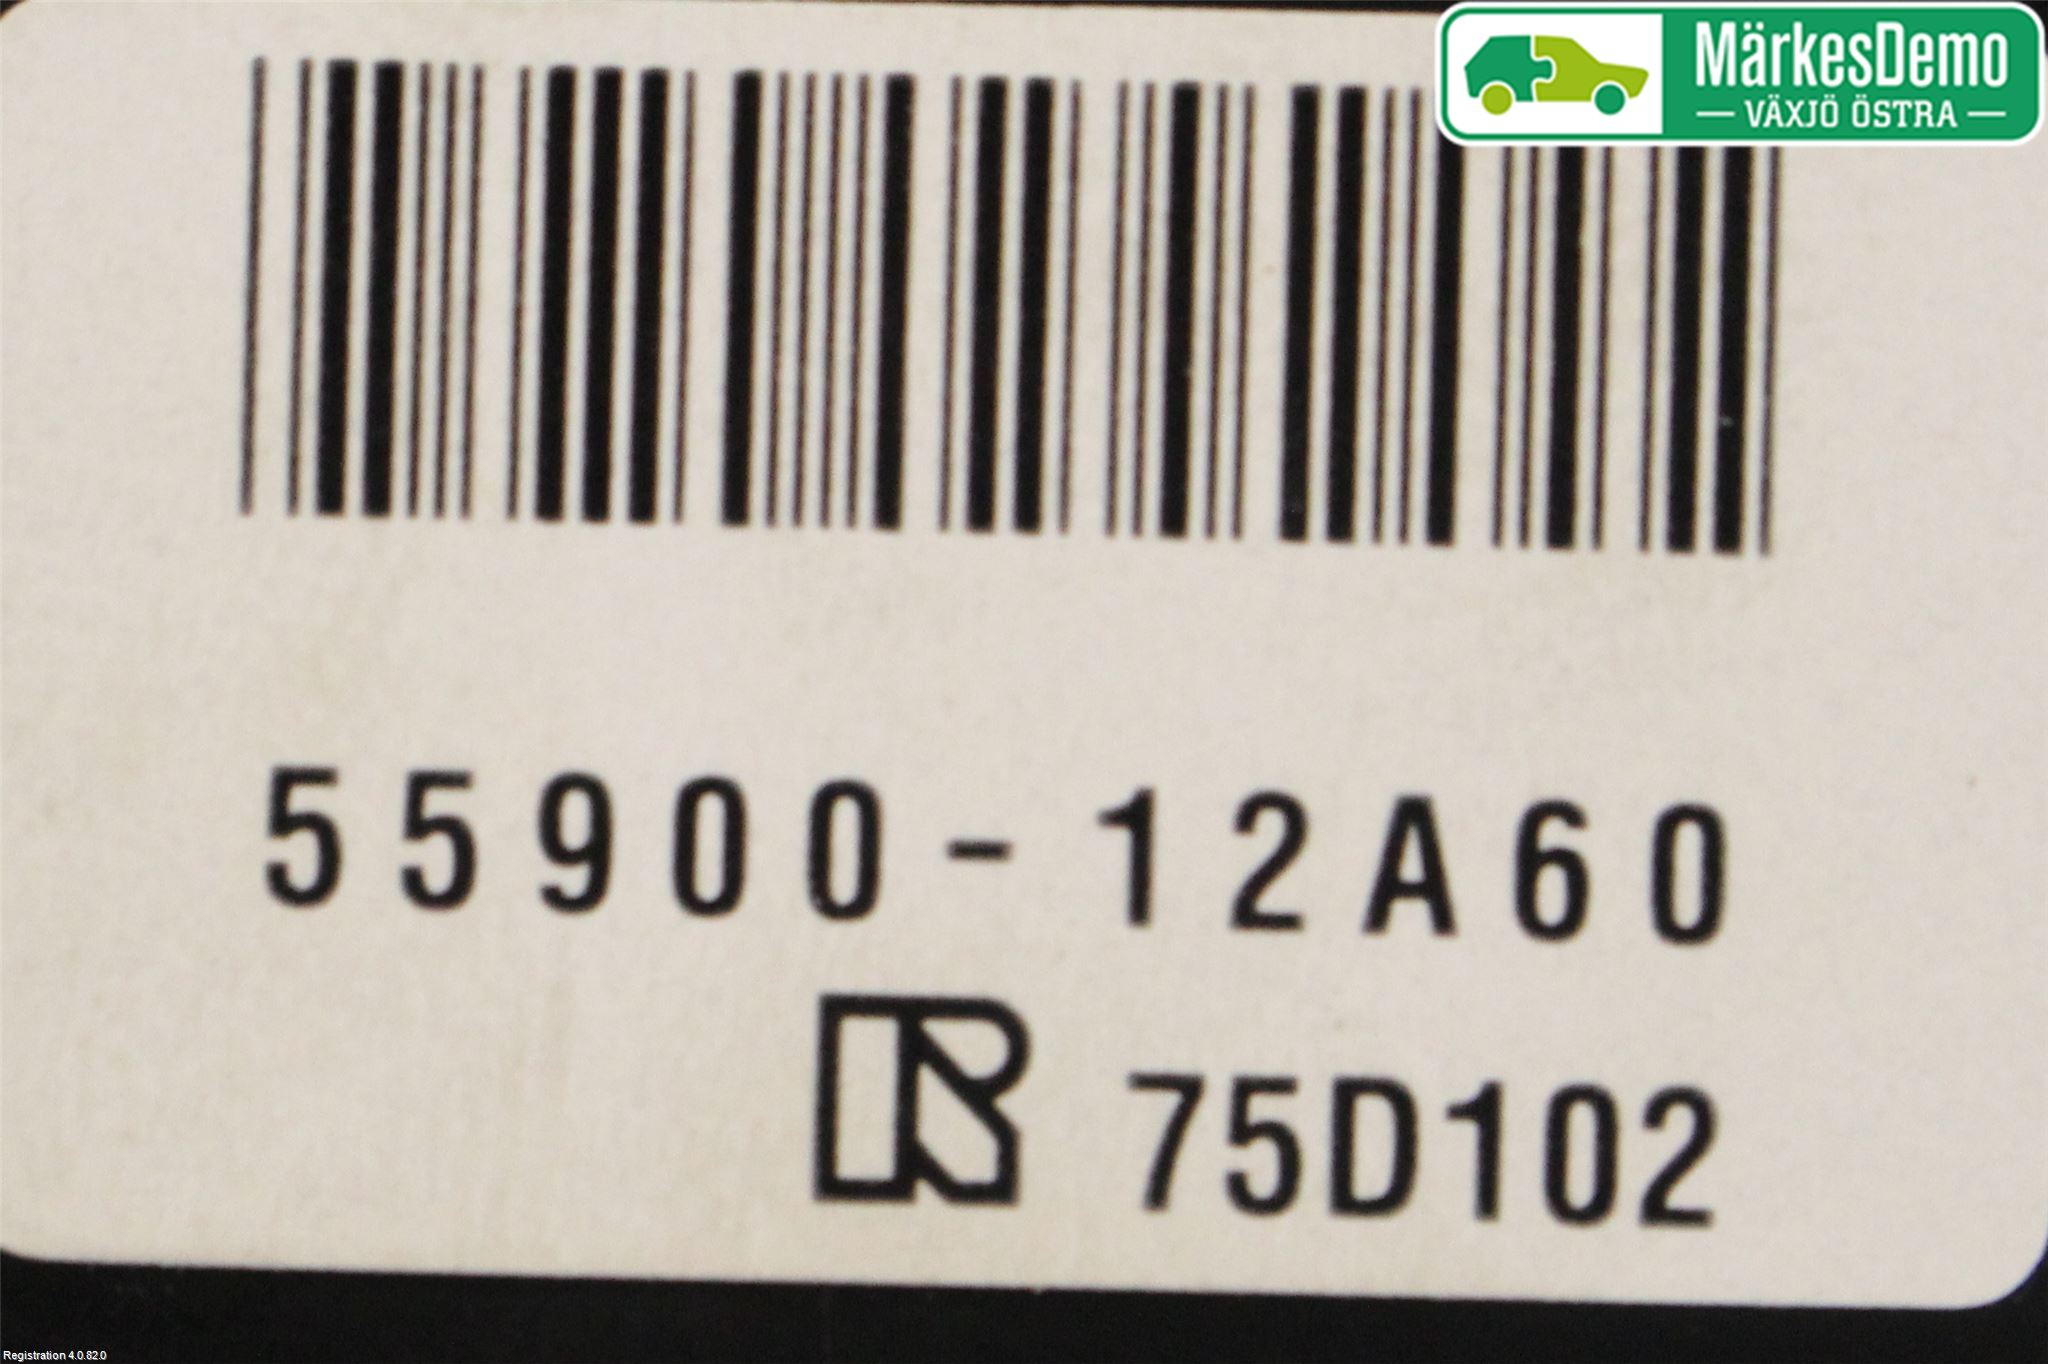 MärkesDemo
VÄXJÖ ÖSTRA
55900-12A60
R 75D102
Registration 4.0.82.0